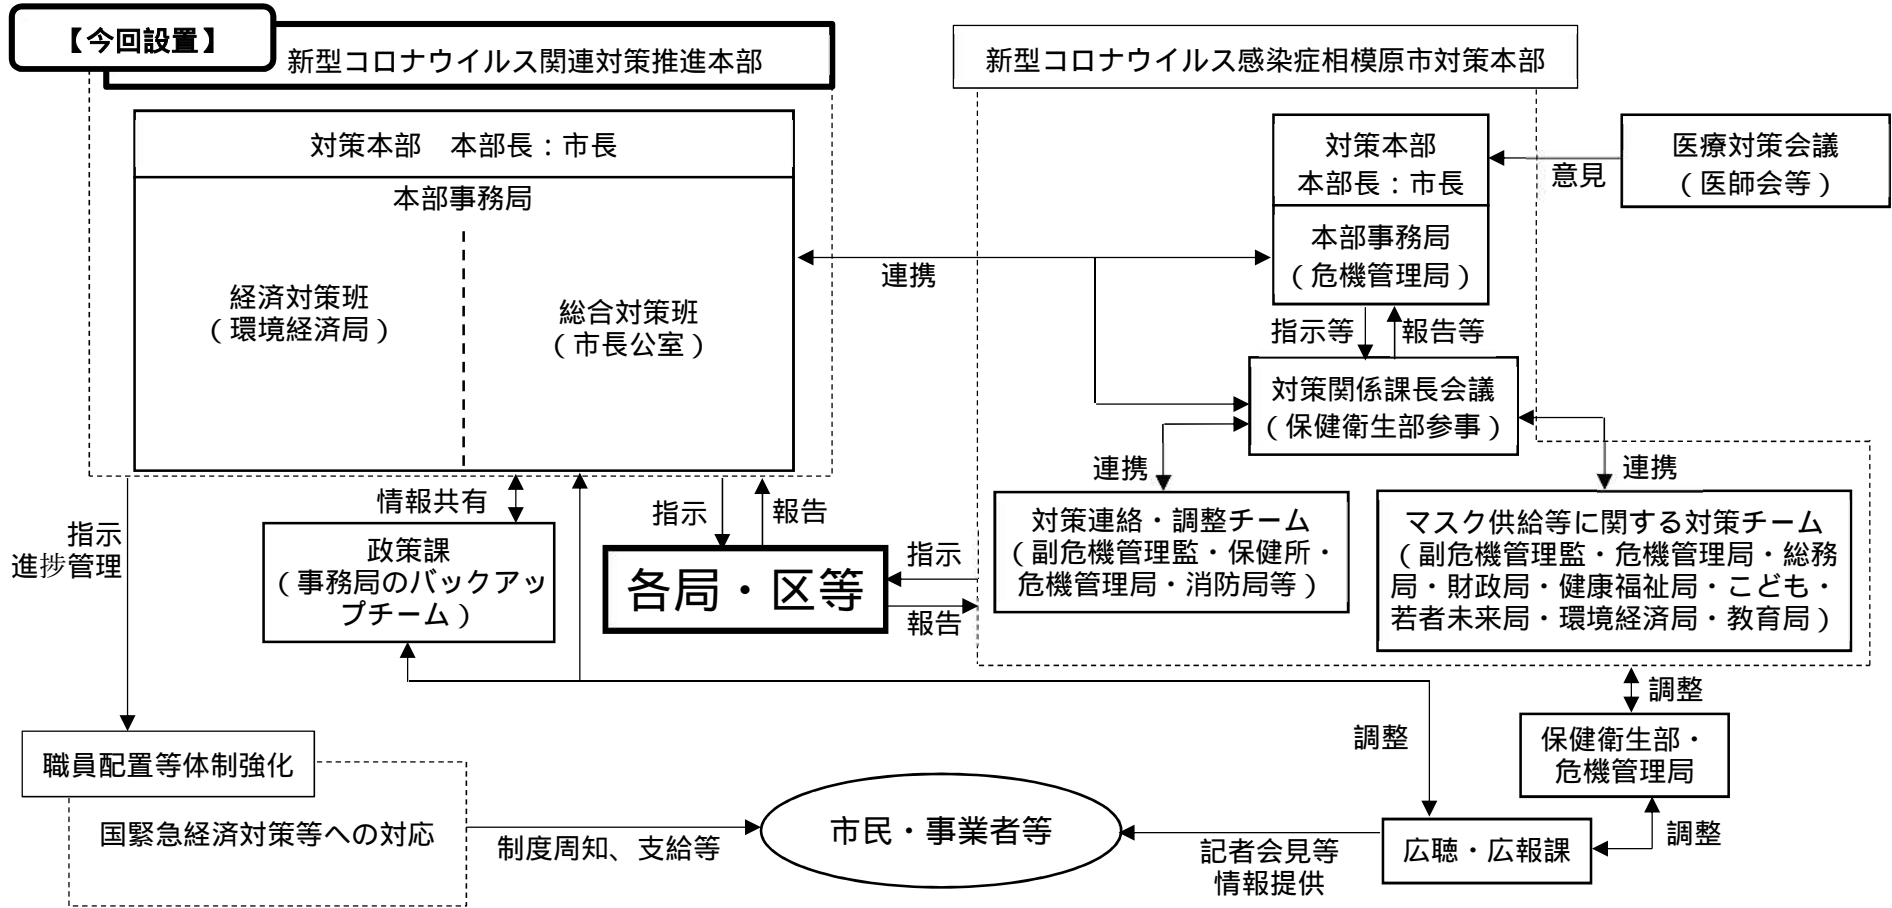 【今回設置】
新型コロナウイルス関連対策推進本部
対策本部　本部長：市長
本部事務局
経済対策班
（環境経済局）
総合対策班
（市長公室）
新型コロナウイルス感染症相模原市対策本部
対策本部
本部長：市長
本部事務局
（危機管理局）
意見
医療対策会議
（医師会等）
連携
指示等
報告等
対策関係課長会議
（保健衛生部参事）
連携
連携
対策連絡・調整チーム
（副危機管理監・保健所・
危機管理局・消防局等）
マスク供給等に関する対策チーム
（副危機管理監・危機管理局・総務
局・財政局・健康福祉局・こども・
若者未来局・環境経済局・教育局）
指示
進捗管理
情報共有
政策課
（事務局のバックアッ
プチーム）
指示
報告
各局・区等
指示
報告
調整
保健衛生部・
危機管理局
調整
調整
職員配置等体制強化
国緊急経済対策等への対応
制度周知、支給等
市民・事業者等
記者会見等
情報提供
広聴・広報課